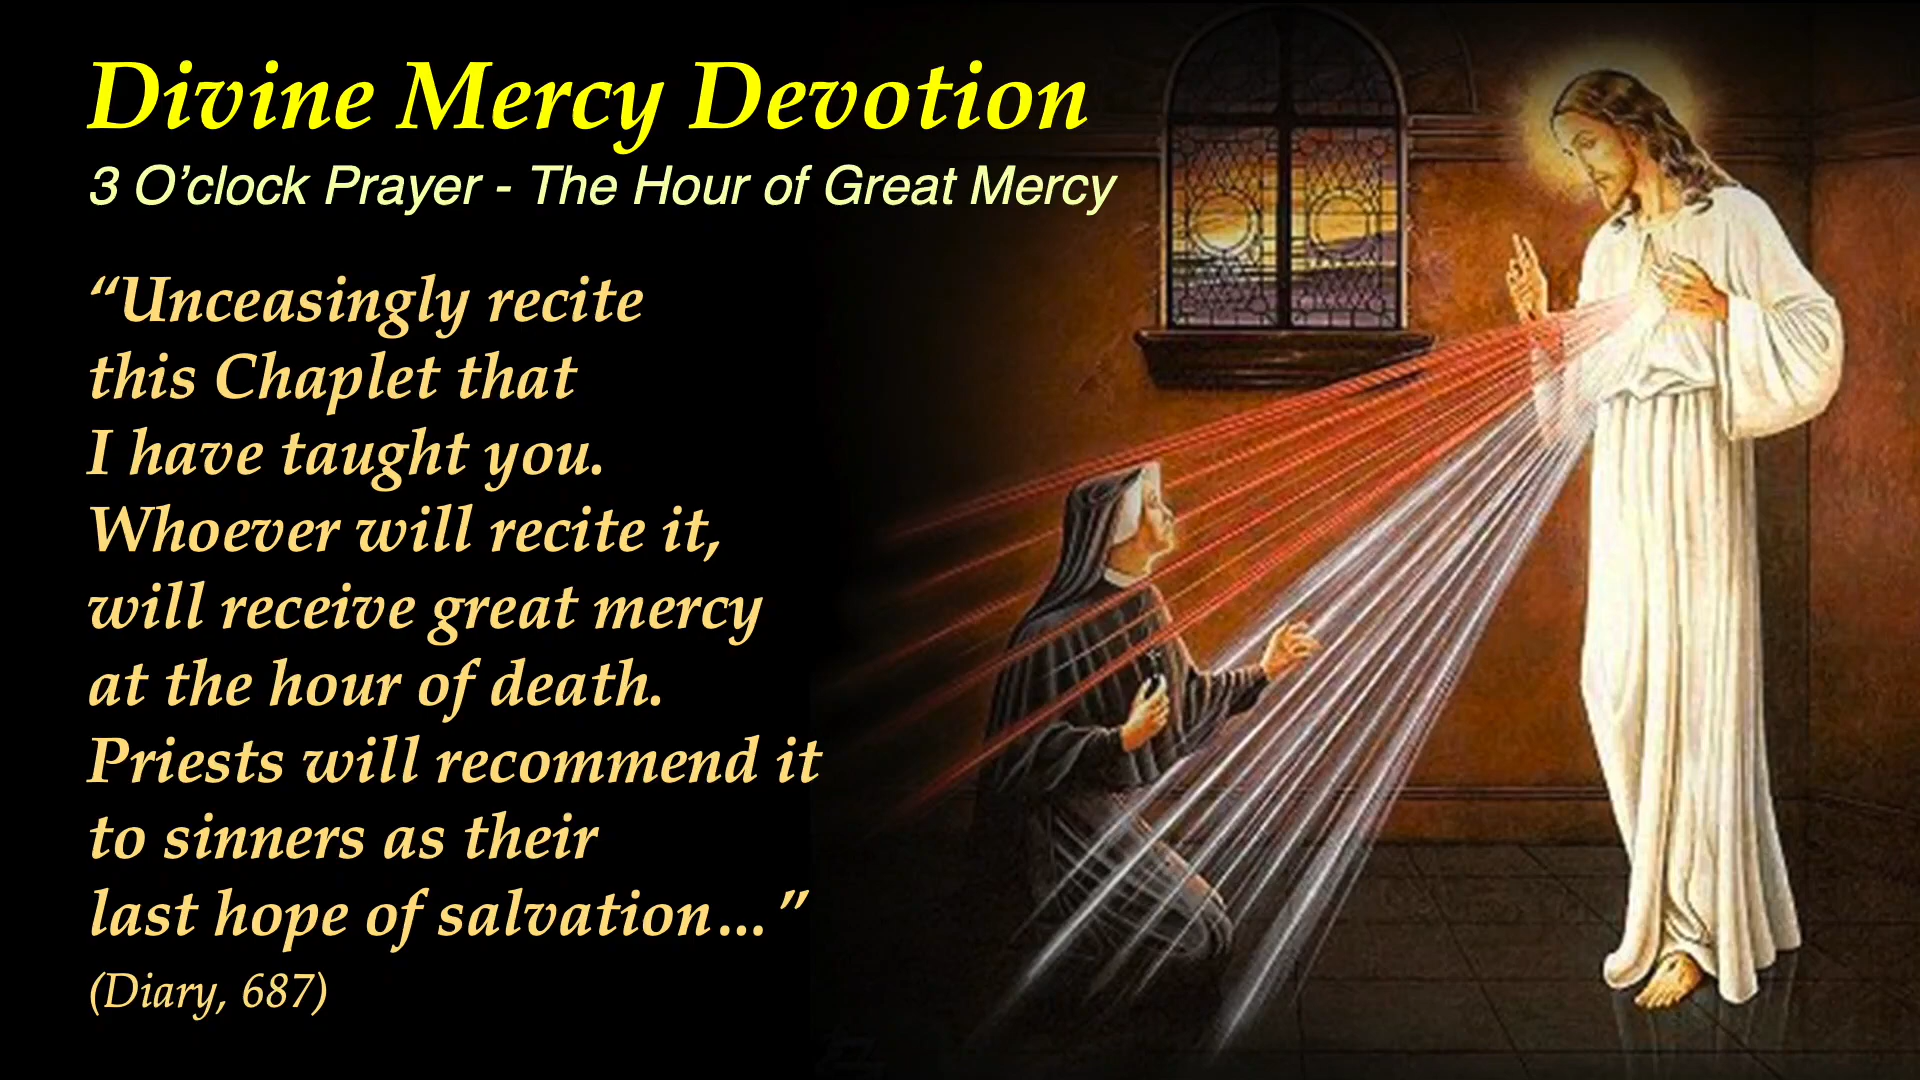 Divine Mercy Devotion
3 O’clock Prayer - The Hour of Great Mercy
“Unceasingly recite
this Chaplet that
I have taught you.
Whoever will recite it,
will receive great mercy
at the hour of death.
Priests will recommend it
to sinners as their
last hope of salvation...”
(Diary, 687)